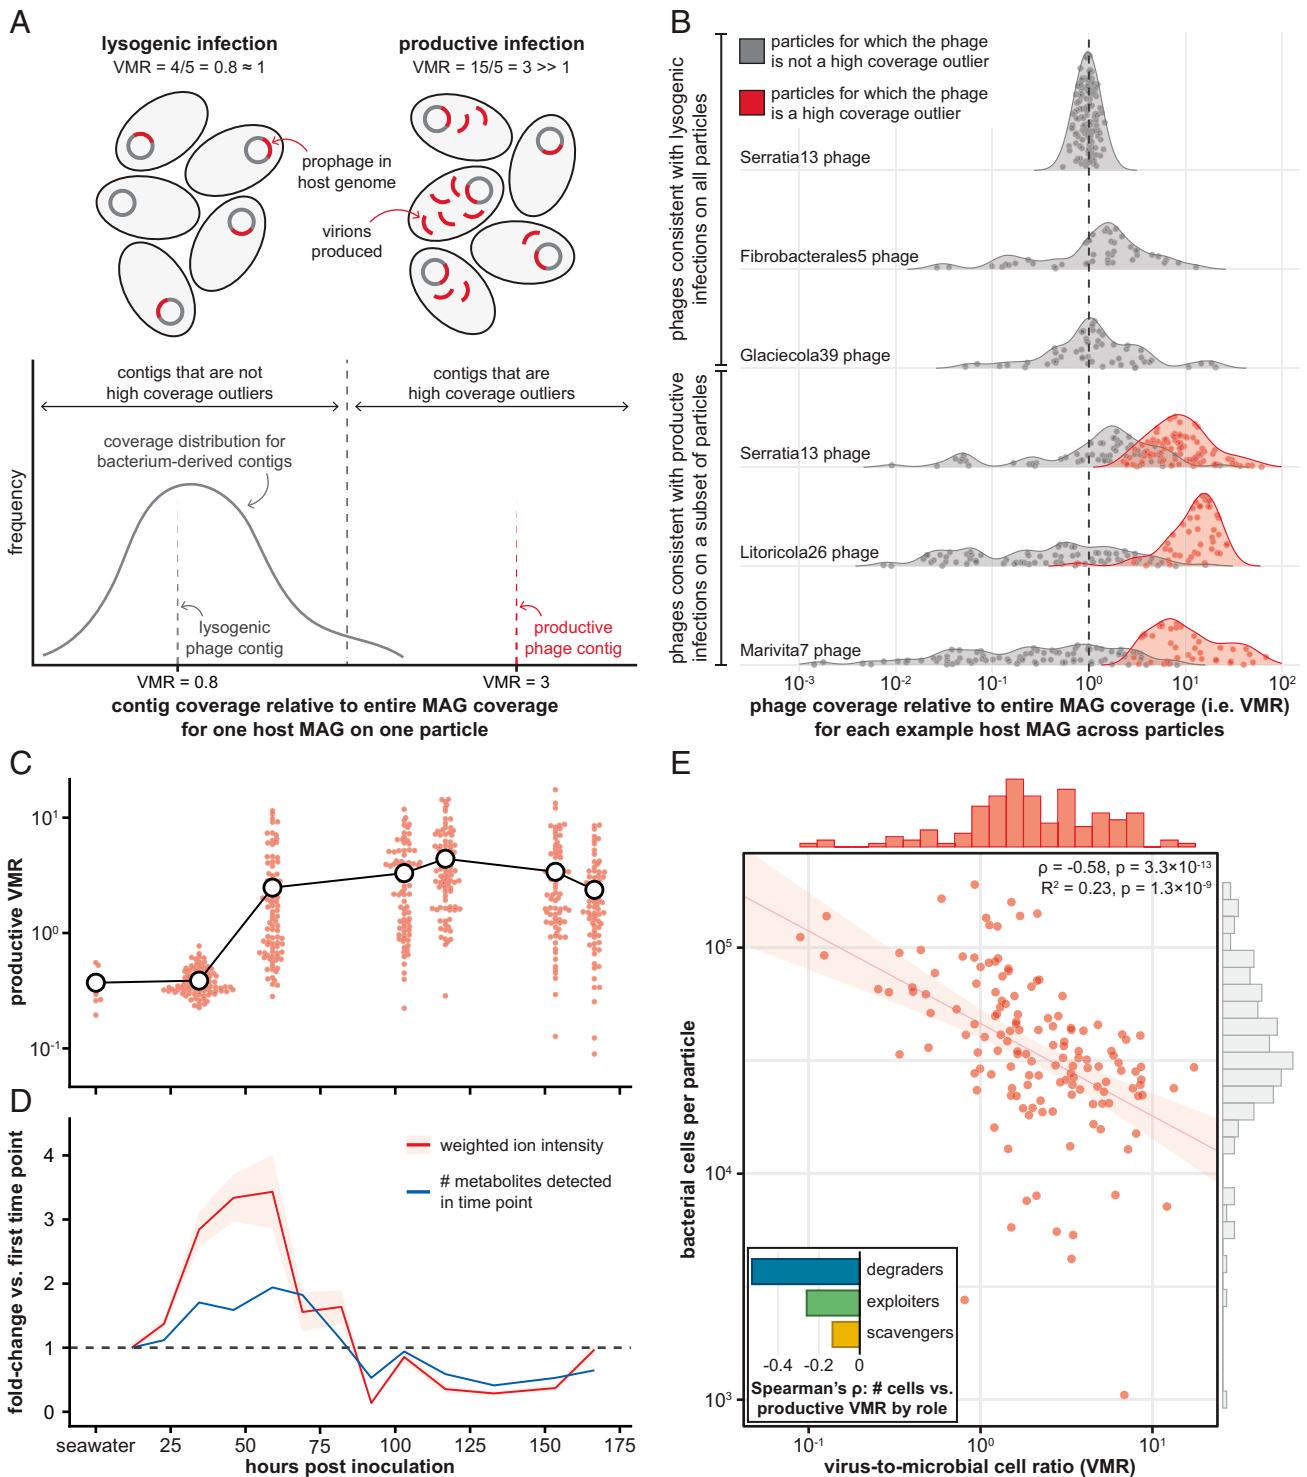 A
lysogenic infection
VMR = 4/5 = 0.8 ≈ 1
productive infection
VMR = 15/5 = 3 >> 1
prophage in
host genome
virions
produced
contigs that are not
high coverage outliers
contigs that are
high coverage outliers
coverage distribution for
bacterium-derived contigs
frequency
lysogenic
phage contig
productive
phage contig
VMR = 0.8
VMR = 3
contig coverage relative to entire MAG coverage
for one host MAG on one particle
B
particles for which the phage
is not a high coverage outlier
particles for which the phage
is a high coverage outlier
phages consistent with lysogenic
infections on all particles
Serratia13 phage
Fibrobacterales5 phage
Glaciecola39 phage
phages consistent with productive
infections on a subset of particles
Serratia13 phage
Litoricola26 phage
Marivita7 phage
10⁻³
10⁻²
10⁻¹
10⁰
10¹
10²
phage coverage relative to entire MAG coverage (i.e. VMR)
for each example host MAG across particles
C
productive VMR
10¹
10⁰
10⁻¹
D
fold-change vs. first time point
4
3
2
1
0
weighted ion intensity
# metabolites detected
in time point
seawater
25
50
75
100
125
150
175
hours post inoculation
E
ρ = -0.58, p = 3.3×10⁻¹³
R² = 0.23, p = 1.3×10⁻⁹
bacterial cells per particle
10⁵
10⁴
10³
degraders
exploiters
scavengers
-0.4
-0.2
0
Spearman's ρ: # cells vs.
productive VMR by role
10⁻¹
10⁰
10¹
virus-to-microbial cell ratio (VMR)